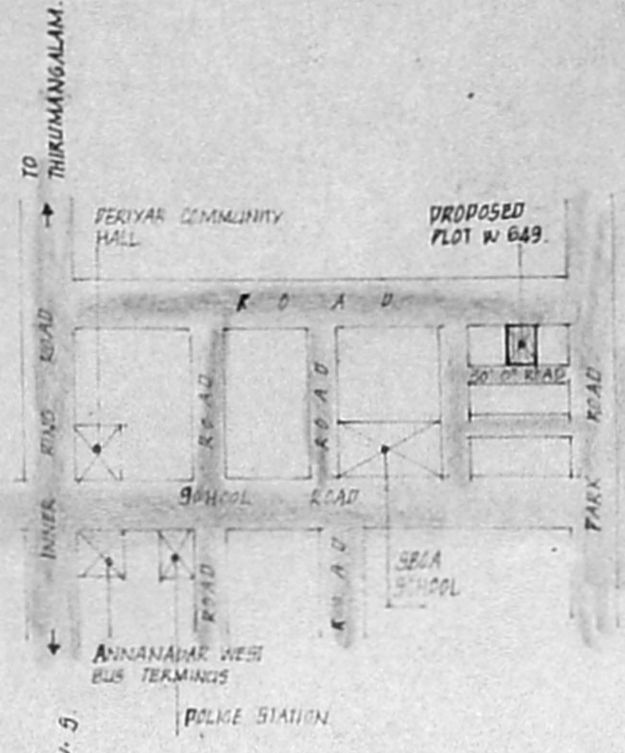 TO
THIRUMANGALAM.
PERIYAR COMMUNITY
HALL
PROPOSED
PLOT W 649.
ROAD
INNER RING ROAD
ROAD
ROAD
30'0" ROAD
PARK ROAD
SCHOOL ROAD
ROAD
ROAD
SBOA
SCHOOL
ANNANAGAR WEST
BUS TERMINUS
POLICE STATION